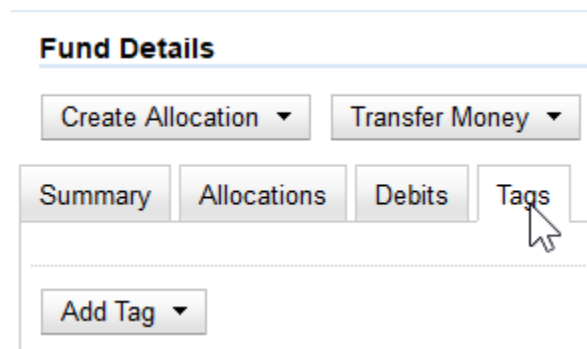 Fund Details
Create Allocation Transfer Money
Summary Allocations Debits Tags
Add Tag